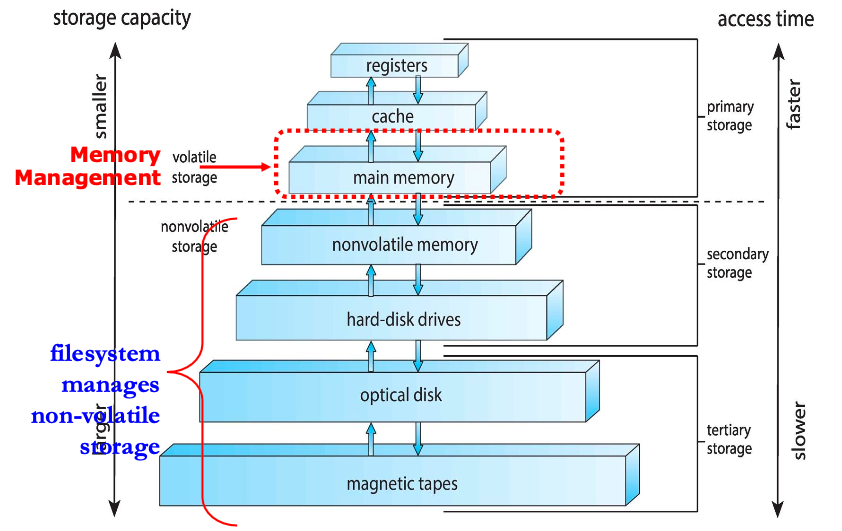 storage capacity
access time
smaller
faster
registers
cache
primary
storage
Memory
Management
volatile
storage
main memory
nonvolatile
storage
nonvolatile memory
secondary
storage
hard-disk drives
filesystem
manages
non-volatile
storage
larger
optical disk
tertiary
storage
slower
magnetic tapes